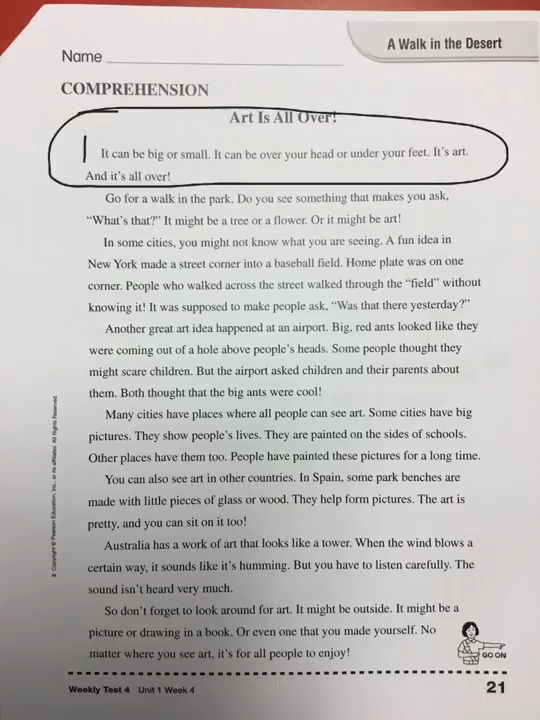 A Walk in the Desert
Name
COMPREHENSION
Art Is All Over!
It can be big or small. It can be over your head or under your feet. It's art.
And it's all over!
Go for a walk in the park. Do you see something that makes you ask,
“What's that?” It might be a tree or a flower. Or it might be art!
In some cities, you might not know what you are seeing. A fun idea in
New York made a street corner into a baseball field. Home plate was on one
corner. People who walked across the street walked through the “field” without
knowing it! It was supposed to make people ask, “Was that there yesterday?”
Another great art idea happened at an airport. Big, red ants looked like they
were coming out of a hole above people's heads. Some people thought they
might scare children. But the airport asked children and their parents about
them. Both thought that the big ants were cool!
Many cities have places where all people can see art. Some cities have big
pictures. They show people's lives. They are painted on the sides of schools.
Other places have them too. People have painted these pictures for a long time.
You can also see art in other countries. In Spain, some park benches are
made with little pieces of glass or wood. They help form pictures. The art is
pretty, and you can sit on it too!
Australia has a work of art that looks like a tower. When the wind blows a
certain way, it sounds like it's humming. But you have to listen carefully. The
sound isn't heard very much.
So don't forget to look around for art. It might be outside. It might be a
picture or drawing in a book. Or even one that you made yourself. No
matter where you see art, it's for all people to enjoy!
GO ON
Copyright © Pearson Education, Inc., or its affiliates. All Rights Reserved.
Weekly Test 4 Unit 1 Week 4
21